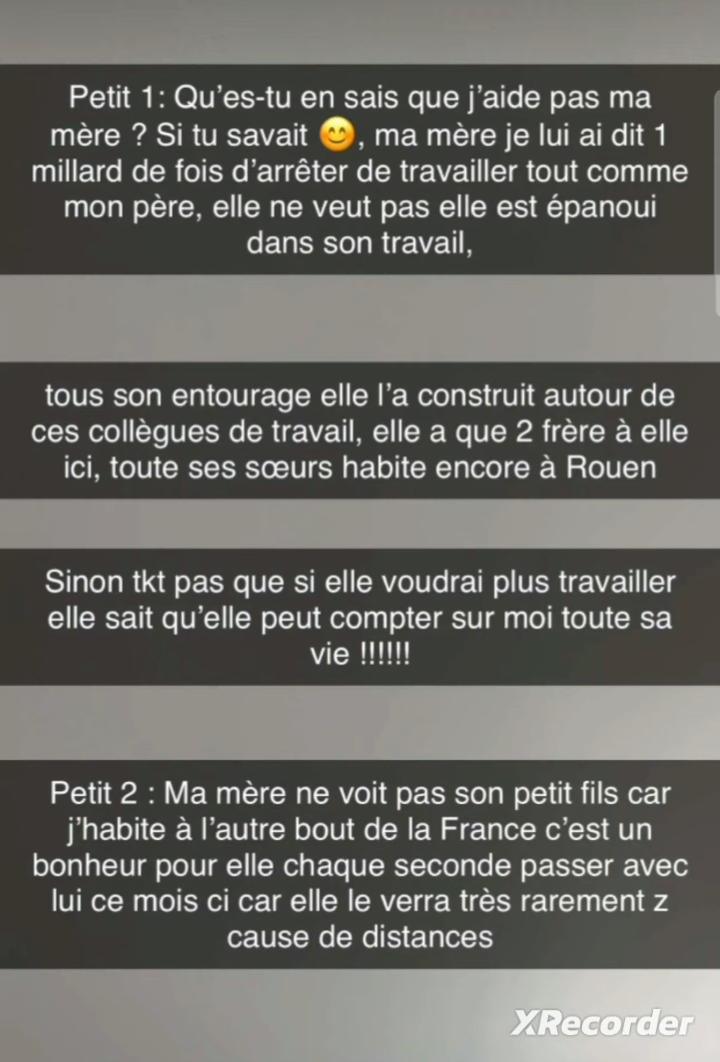 Petit 1: Qu’es-tu en sais que j’aide pas ma
mère ? Si tu savait 😊, ma mère je lui ai dit 1
millard de fois d’arrêter de travailler tout comme
mon père, elle ne veut pas elle est épanoui
dans son travail,
tous son entourage elle l’a construit autour de
ces collègues de travail, elle a que 2 frère à elle
ici, toute ses sœurs habite encore à Rouen
Sinon tkt pas que si elle voudrai plus travailler
elle sait qu’elle peut compter sur moi toute sa
vie !!!!!!
Petit 2 : Ma mère ne voit pas son petit fils car
j’habite à l’autre bout de la France c’est un
bonheur pour elle chaque seconde passer avec
lui ce mois ci car elle le verra très rarement z
cause de distances
XRecorder